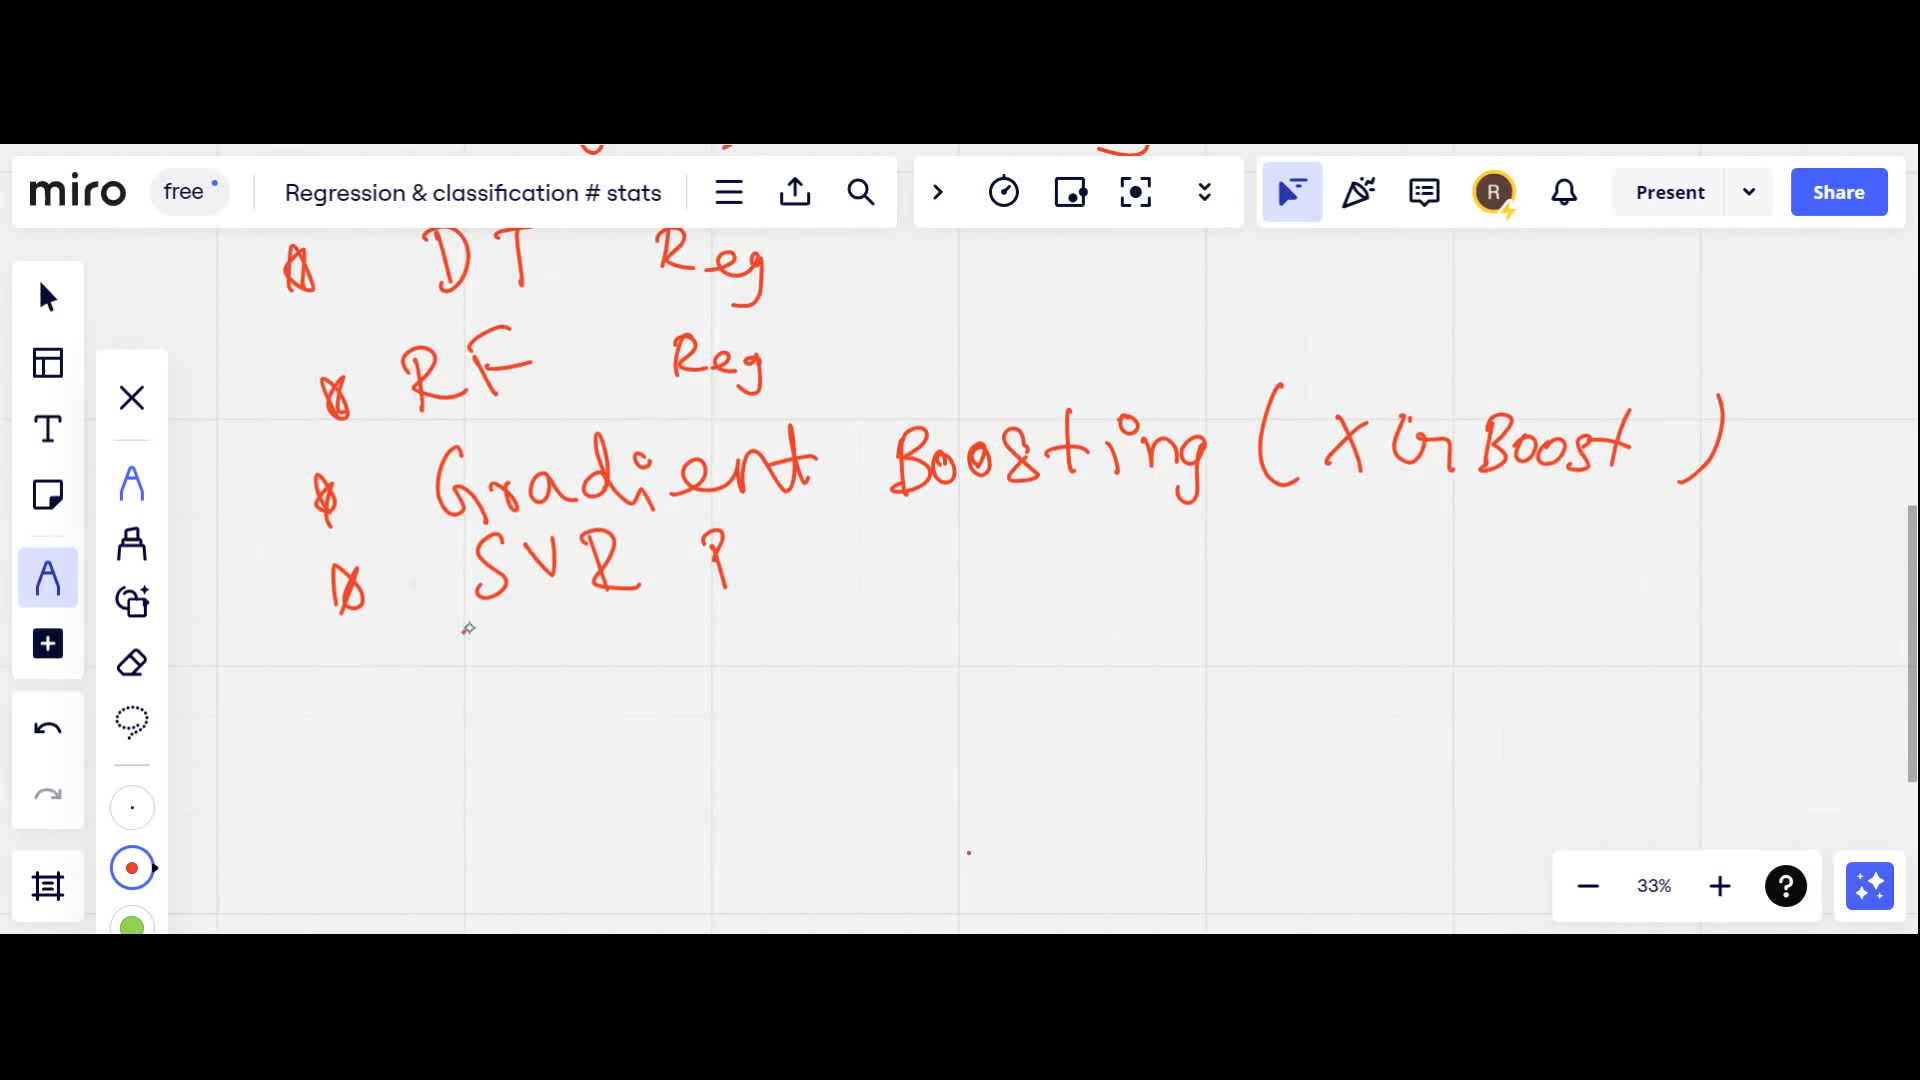 miro free Regression & classification # stats R Present Share
DT Reg
RF Reg
Gradient Boosting (XGBoost)
SVR
33%